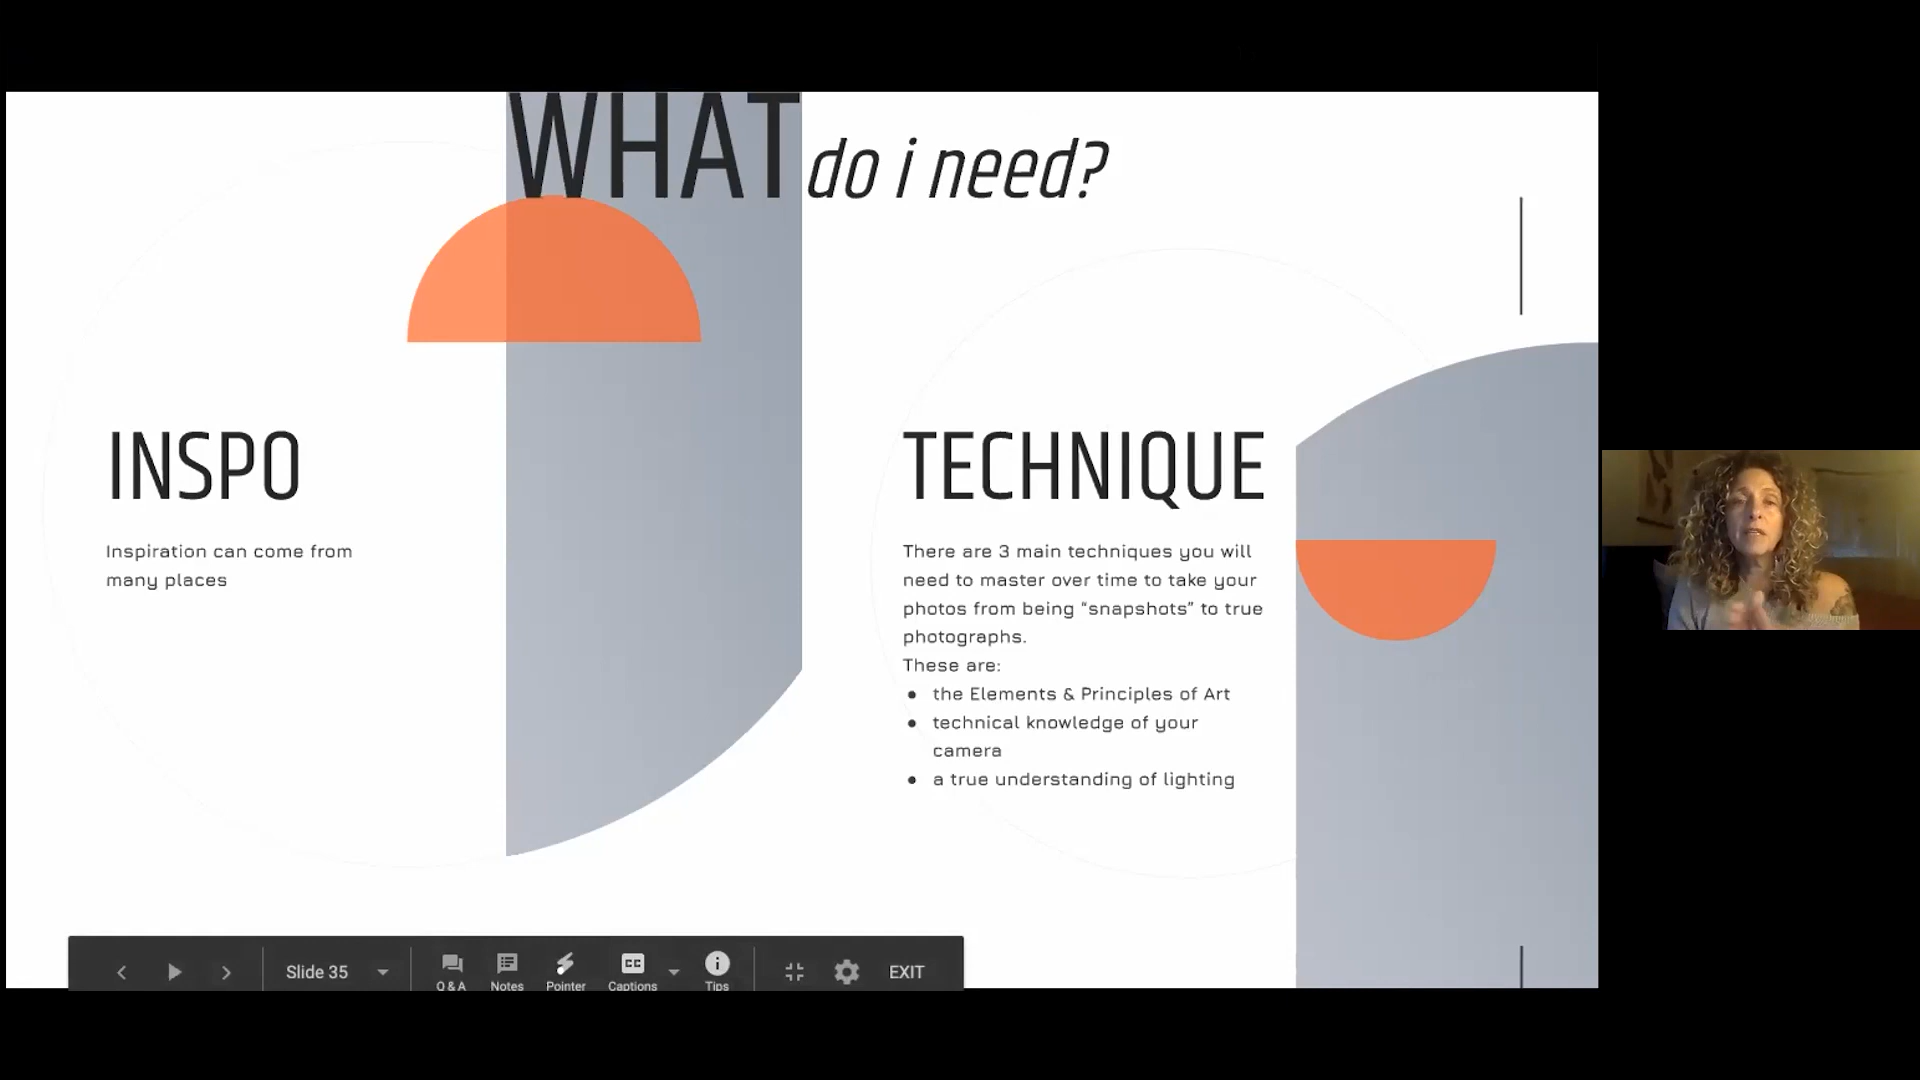 WHAT do i need?
INSPO
Inspiration can come from
many places
TECHNIQUE
There are 3 main techniques you will
need to master over time to take your
photos from being “snapshots” to true
photographs.
These are:
● the Elements & Principles of Art
● technical knowledge of your
camera
● a true understanding of lighting
Slide 35
Q & A
Notes
Pointer
CC
Captions
Tips
EXIT